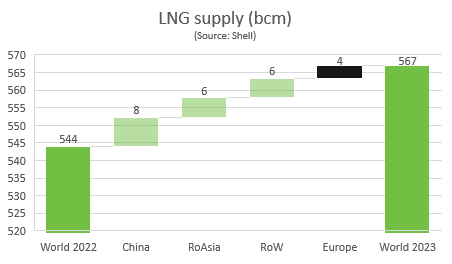 LNG supply (bcm)
(Source: Shell)
570
565
560
555
550
545
540
535
530
525
520
544
8
6
6
4
567
World 2022
China
RoAsia
RoW
Europe
World 2023